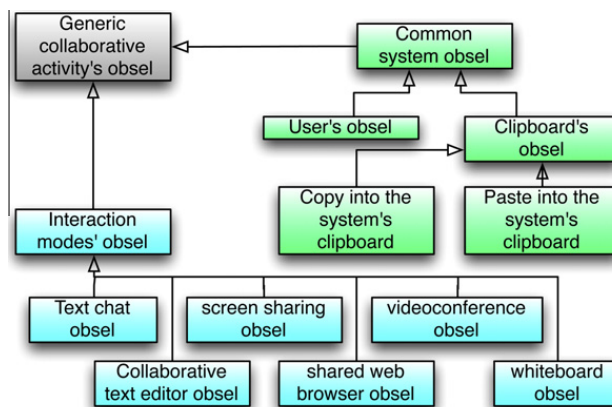 Generic
collaborative
activity's obsel
Common
system obsel
User's obsel
Clipboard's
obsel
Copy into the
system's
clipboard
Paste into the
system's
clipboard
Interaction
modes' obsel
Text chat
obsel
screen sharing
obsel
videoconference
obsel
Collaborative
text editor obsel
shared web
browser obsel
whiteboard
obsel